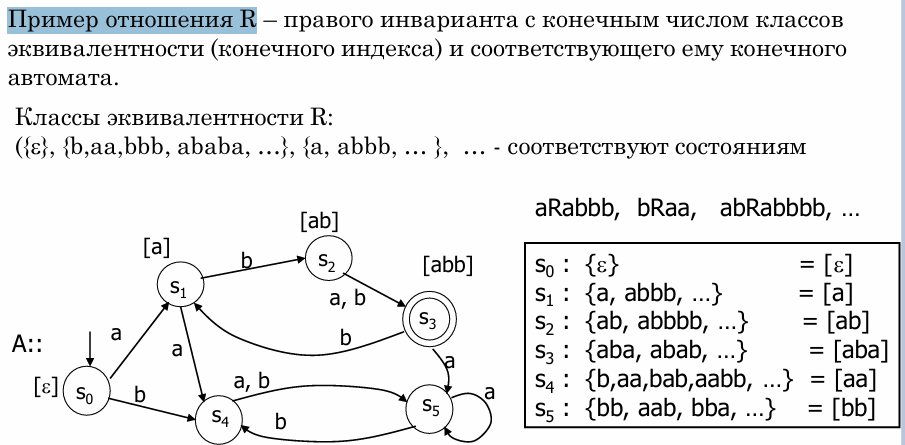 Пример отношения R – правого инварианта с конечным числом классов
эквивалентности (конечного индекса) и соответствующего ему конечного
автомата.
Классы эквивалентности R:
({ε}, {b,aa,bbb, ababa, …}, {a, abbb, … }, … - соответствуют состояниям
aRabbb, bRaa, abRabbbb, …
[ab]
[a]
b
s₂
[abb]
s₁
a, b
s₃
b
a
a
A::
a
[ε]
s₀
b
a, b
s₄
b
s₅
a
s₀ : {ε} = [ε]
s₁ : {a, abbb, …} = [a]
s₂ : {ab, abbbb, …} = [ab]
s₃ : {aba, abab, …} = [aba]
s₄ : {b,aa,bab,aabb, …} = [aa]
s₅ : {bb, aab, bba, …} = [bb]